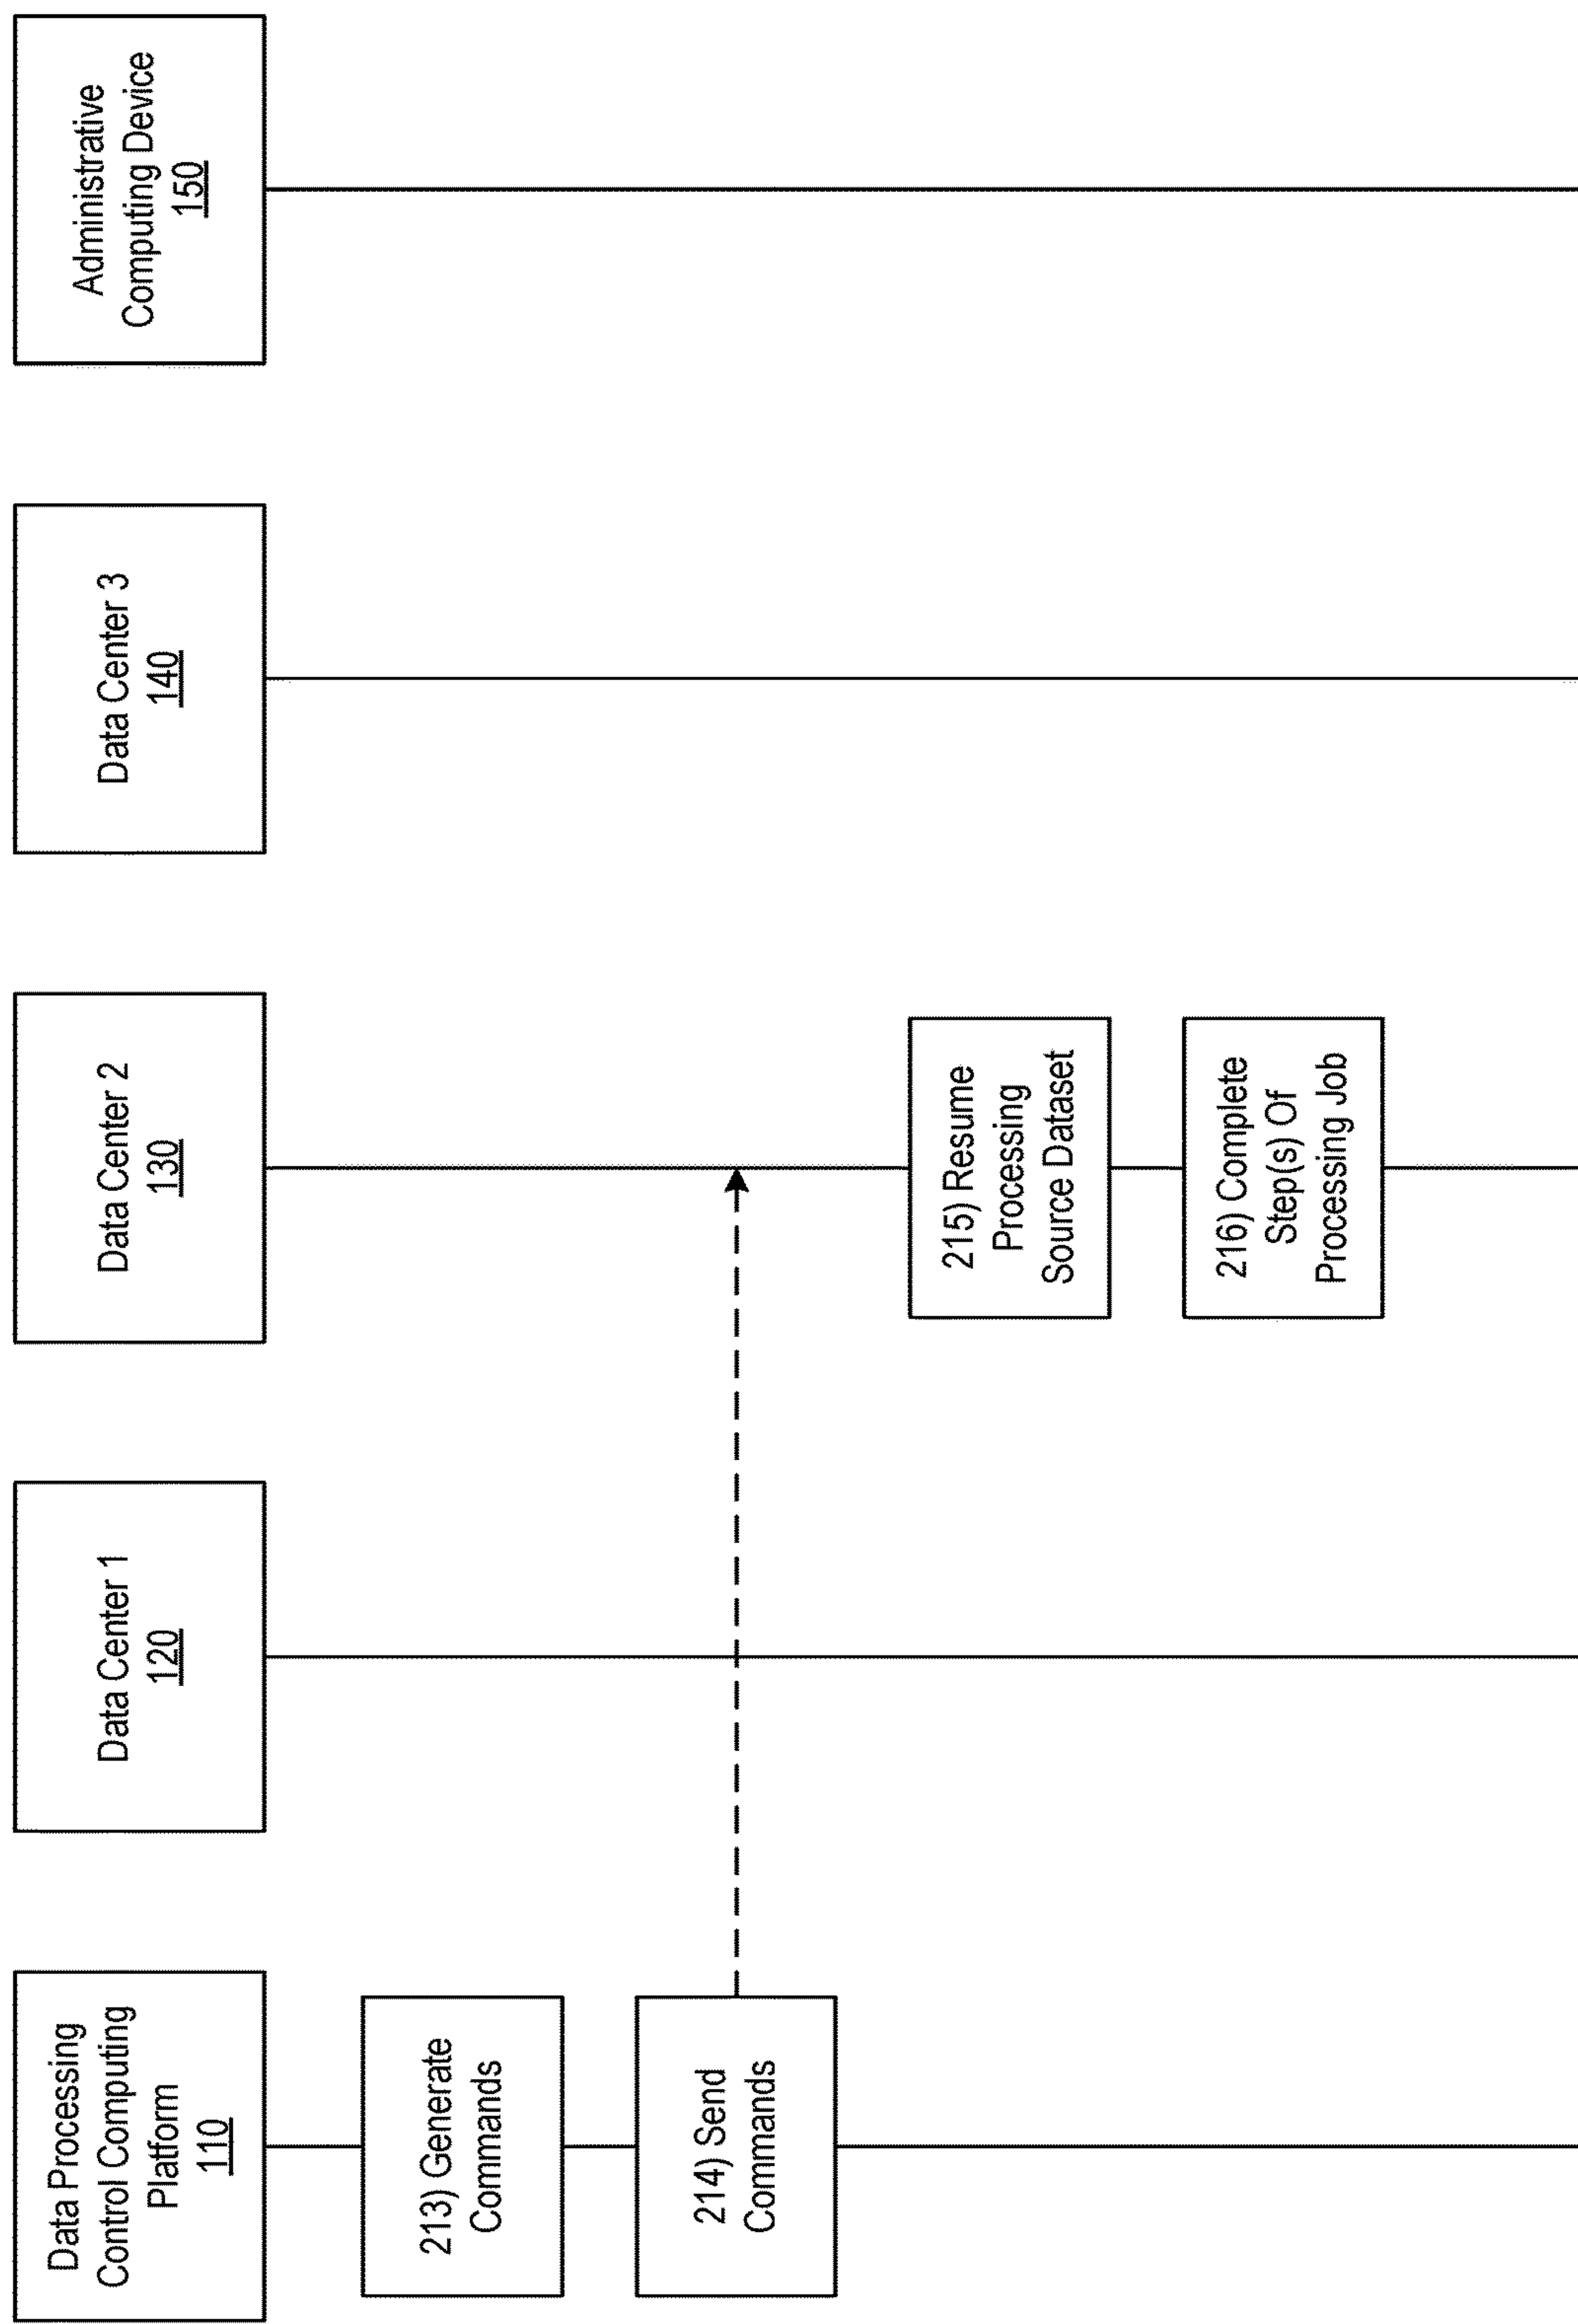 Data Processing
Control Computing
Platform
110
Data Center 1
120
Data Center 2
130
Data Center 3
140
Administrative
Computing Device
150
213) Generate
Commands
214) Send
Commands
215) Resume
Processing
Source Dataset
216) Complete
Step(s) Of
Processing Job